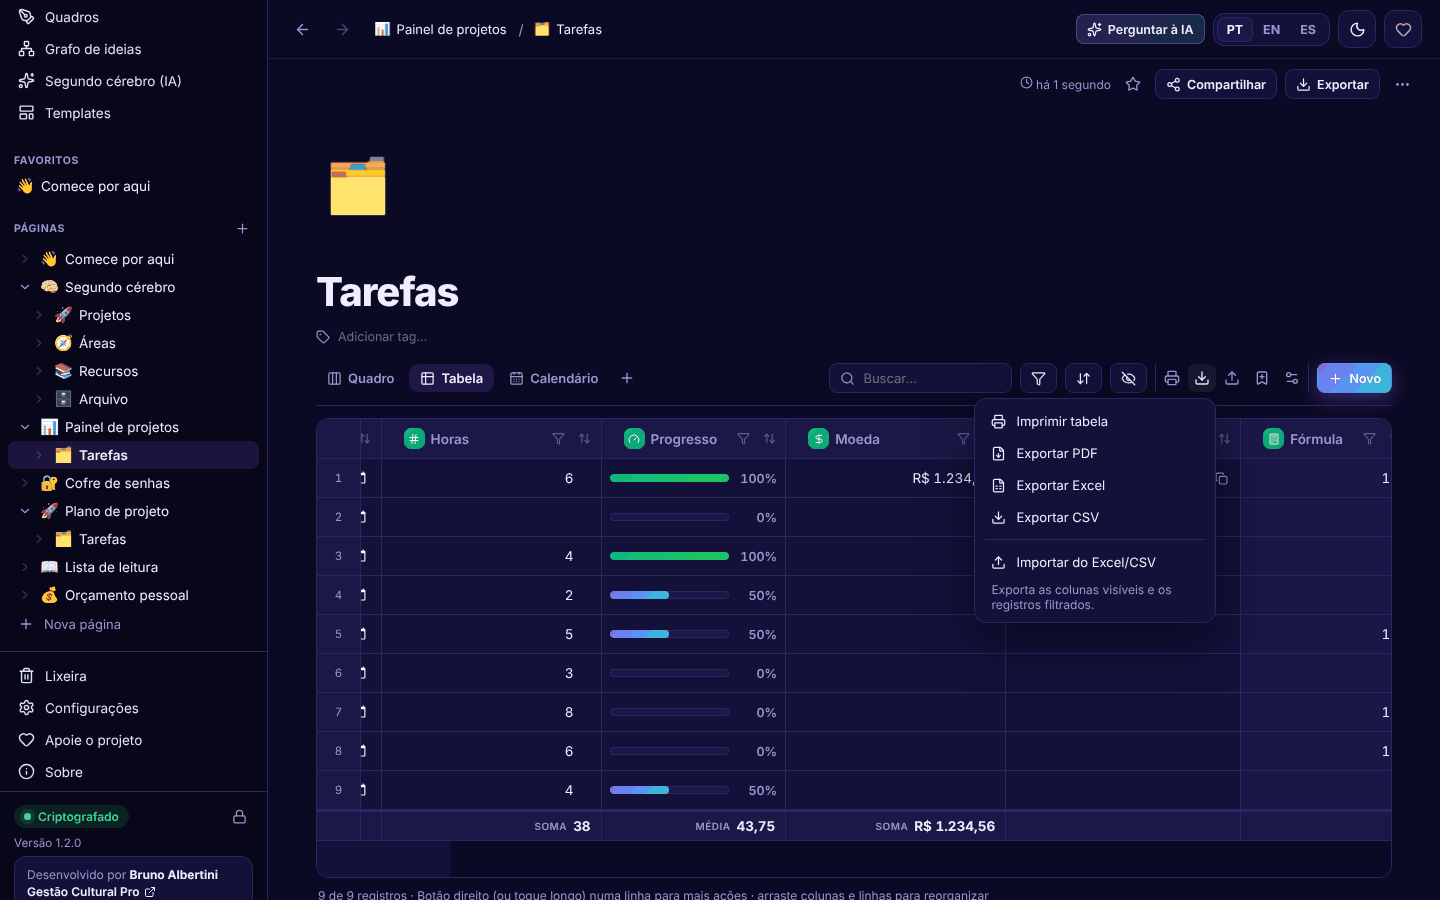 Quadros
Grafo de ideias
Segundo cérebro (IA)
Templates
FAVORITOS
Comece por aqui
PÁGINAS
Comece por aqui
Segundo cérebro
Projetos
Áreas
Recursos
Arquivo
Painel de projetos
Tarefas
Cofre de senhas
Plano de projeto
Tarefas
Lista de leitura
Orçamento pessoal
Nova página
Lixeira
Configurações
Apoie o projeto
Sobre
Criptografado
Versão 1.2.0
Desenvolvido por Bruno Albertini
Gestão Cultural Pro
Painel de projetos / Tarefas
Perguntar à IA
PT EN ES
há 1 segundo
Compartilhar
Exportar
Tarefas
Adicionar tag...
Quadro
Tabela
Calendário
Buscar...
Novo
Horas Progresso Moeda Fórmula
1 6 100% R$ 1.234, 1
2 0%
3 4 100%
4 2 50%
5 5 50% 1
6 3 0%
7 8 0% 1
8 6 0% 1
9 4 50%
SOMA 38 MÉDIA 43,75 SOMA R$ 1.234,56
Imprimir tabela
Exportar PDF
Exportar Excel
Exportar CSV
Importar do Excel/CSV
Exporta as colunas visíveis e os
registros filtrados.
9 de 9 registros · Botão direito (ou toque longo) numa linha para mais ações · arraste colunas e linhas para reorganizar